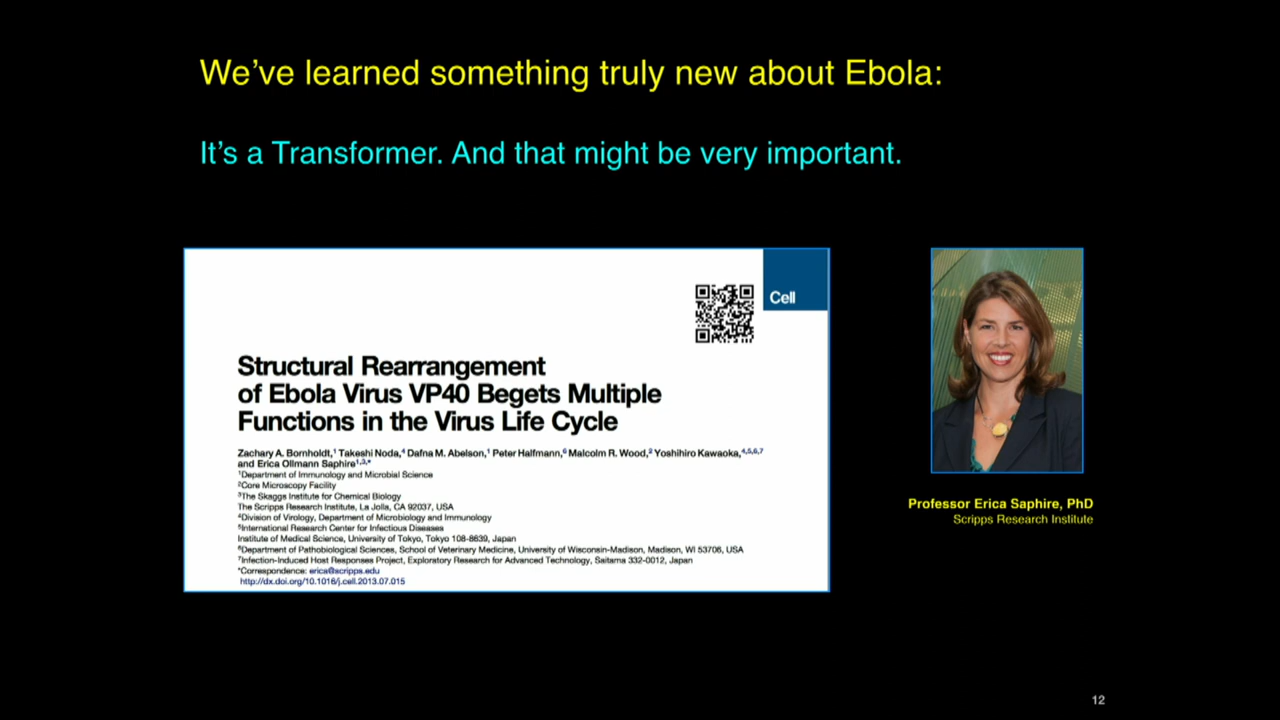 We've learned something truly new about Ebola:
It's a Transformer. And that might be very important.
Cell
Structural Rearrangement
of Ebola Virus VP40 Begets Multiple
Functions in the Virus Life Cycle
Zachary A. Bornholdt,1 Takeshi Noda,4 Dafna M. Abelson,1 Peter Halfmann,6 Malcolm R. Wood,2 Yoshihiro Kawaoka,4,5,6,7
and Erica Ollmann Saphire1,3,*
1Department of Immunology and Microbial Science
2Core Microscopy Facility
3The Skaggs Institute for Chemical Biology
The Scripps Research Institute, La Jolla, CA 92037, USA
4Division of Virology, Department of Microbiology and Immunology
5International Research Center for Infectious Diseases
Institute of Medical Science, University of Tokyo, Tokyo 108-8639, Japan
6Department of Pathobiological Sciences, School of Veterinary Medicine, University of Wisconsin-Madison, Madison, WI 53706, USA
7Infection-Induced Host Responses Project, Exploratory Research for Advanced Technology, Saitama 332-0012, Japan
*Correspondence: erica@scripps.edu
http://dx.doi.org/10.1016/j.cell.2013.07.015
Professor Erica Saphire, PhD
Scripps Research Institute
12